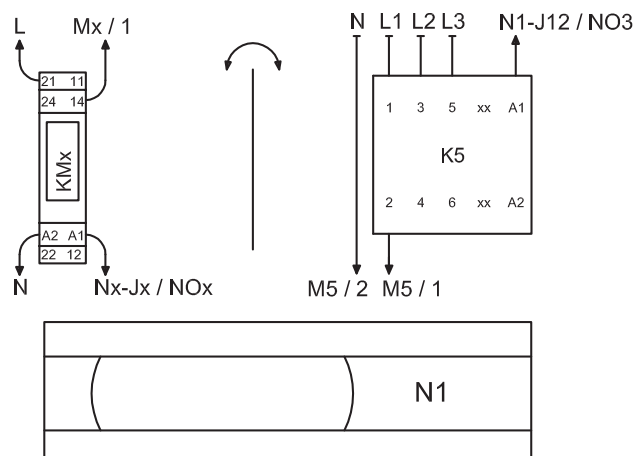 L Mx / 1
N L1 L2 L3 N1-J12 / NO3
21 11
24 14
KMx
A2 A1
22 12
N Nx-Jx / NOx
1 3 5 xx A1
K5
2 4 6 xx A2
M5 / 2 M5 / 1
N1